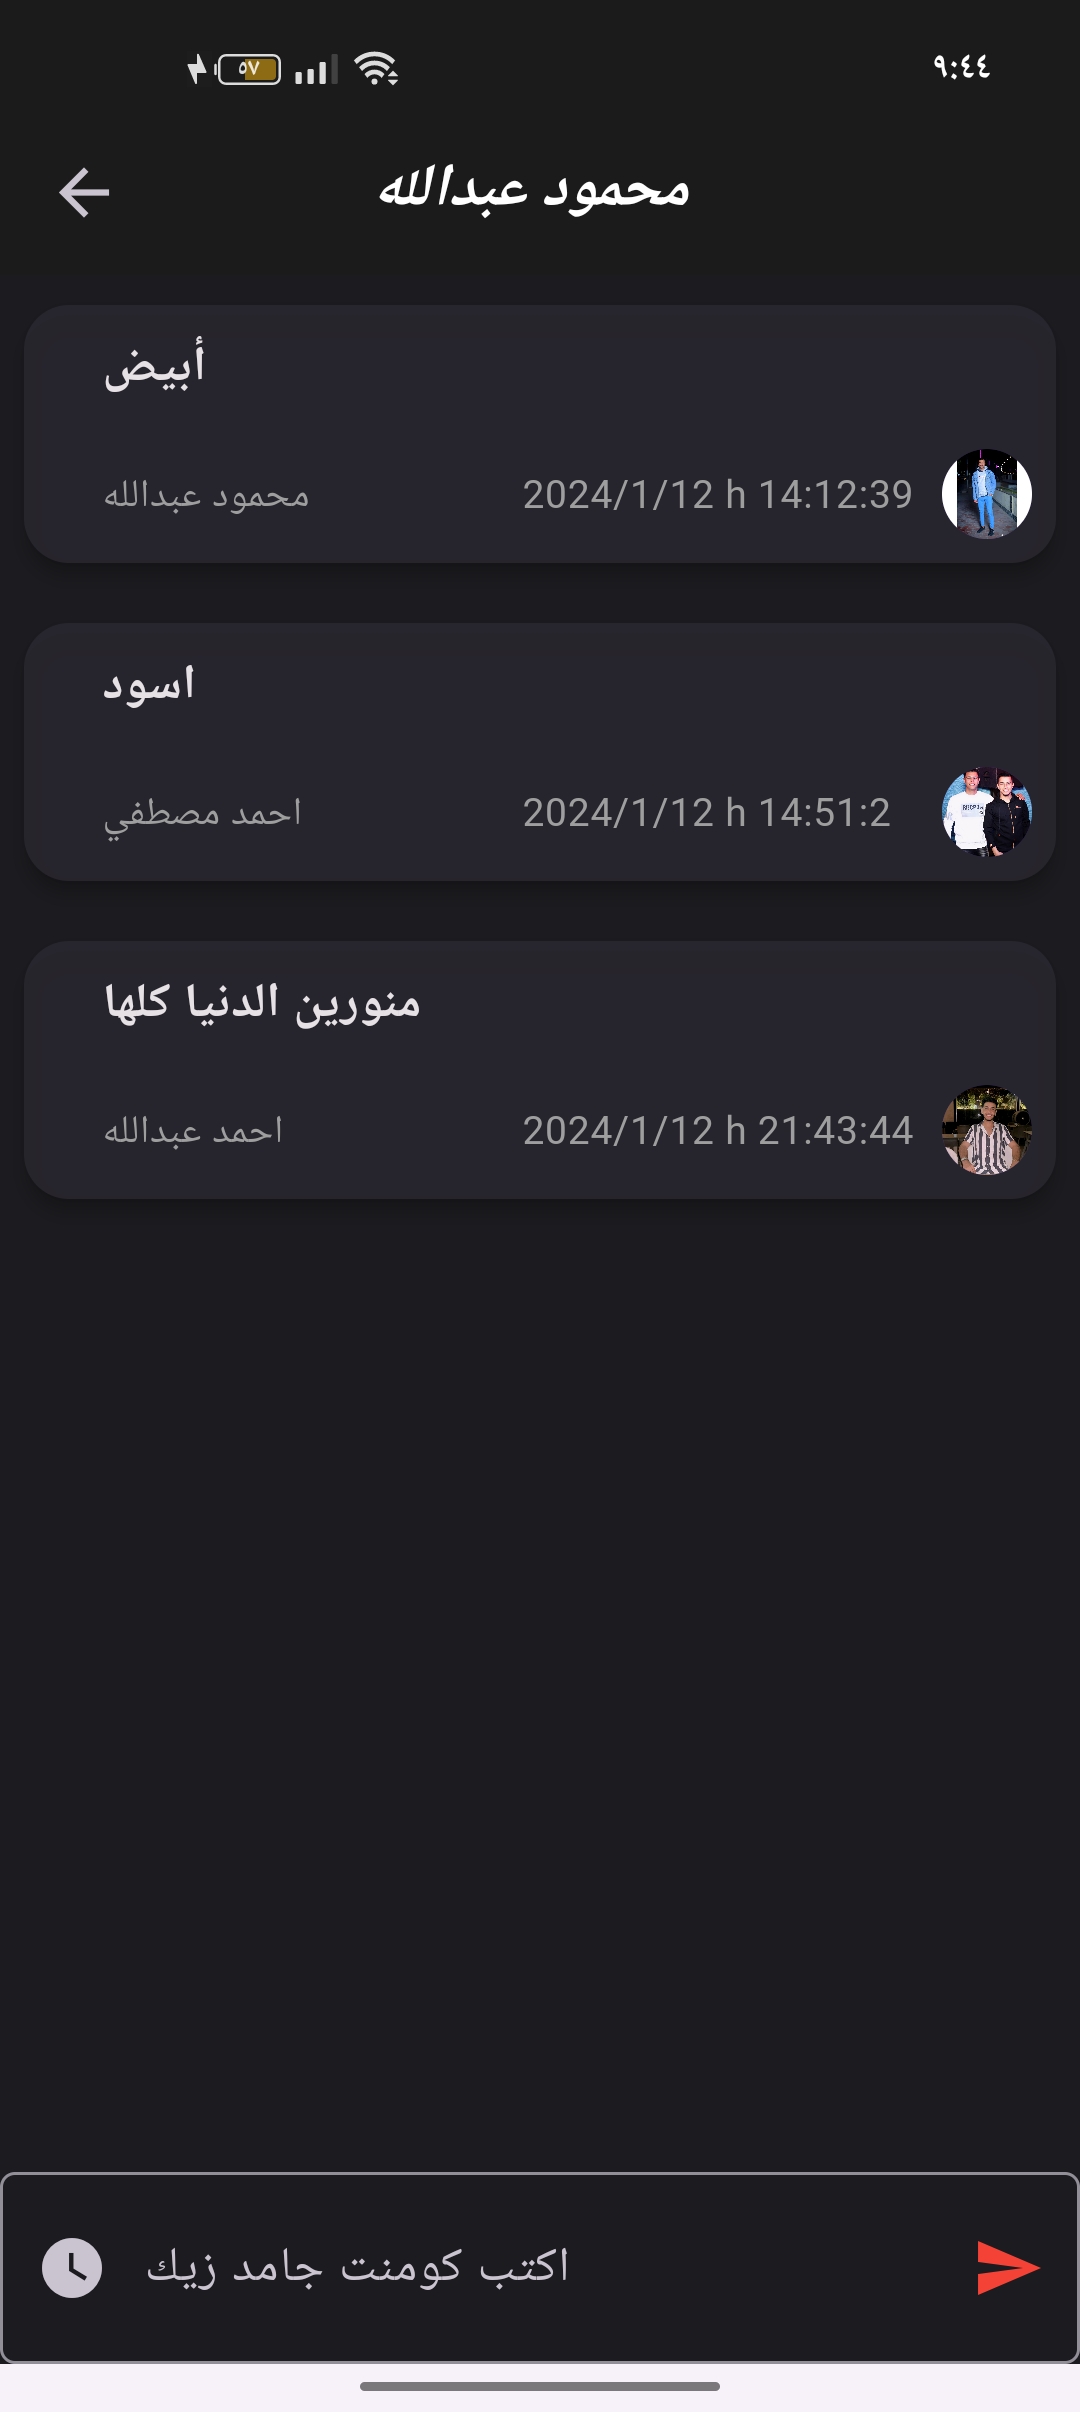 ٥٧
٩:٤٤
محمود عبدالله
أبيض
محمود عبدالله 2024/1/12 h 14:12:39
اسود
احمد مصطفي 2024/1/12 h 14:51:2
منورين الدنيا كلها
احمد عبدالله 2024/1/12 h 21:43:44
اكتب كومنت جامد زيك